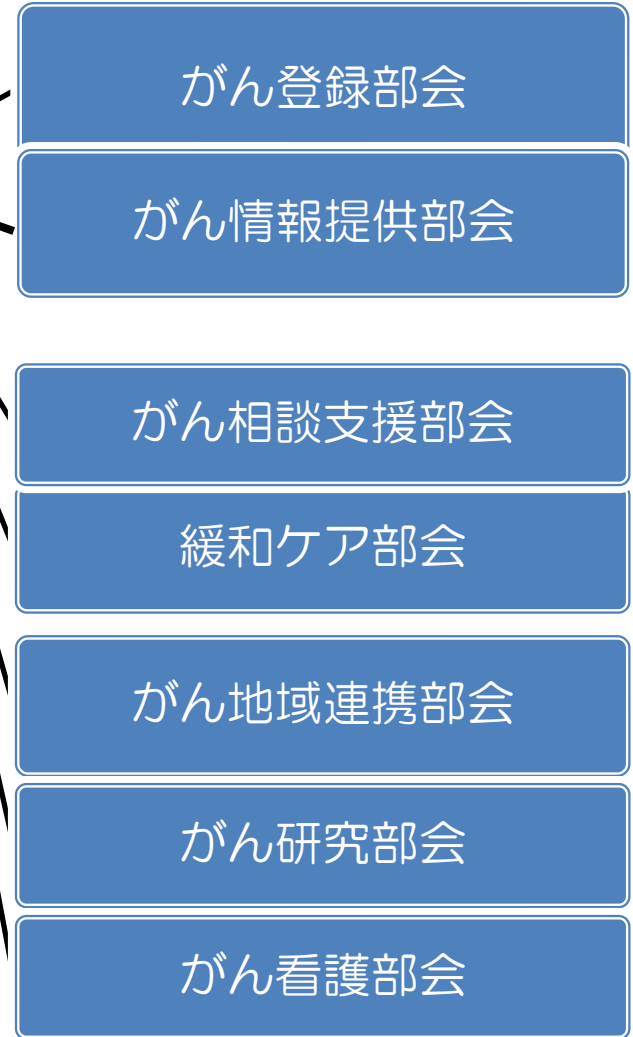 がん登録部会
がん情報提供部会
がん相談支援部会
緩和ケア部会
がん地域連携部会
がん研究部会
がん看護部会